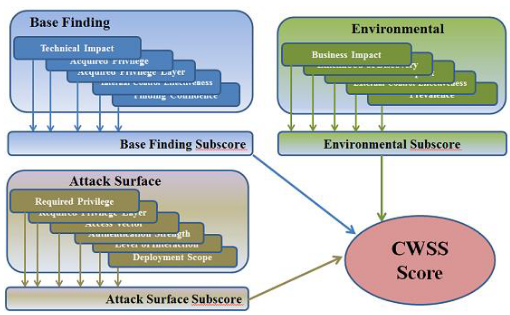 Base Finding
Technical Impact
Acquired Privilege
Acquired Privilege Layer
Internal Control Effectiveness
Finding Confidence
Base Finding Subscore
Environmental
Business Impact
External Control Effectiveness
Prevalence
Environmental Subscore
Attack Surface
Required Privilege
Required Privilege Layer
Access Vector
Authentication Strength
Level of Interaction
Deployment Scope
Attack Surface Subscore
CWSS
Score